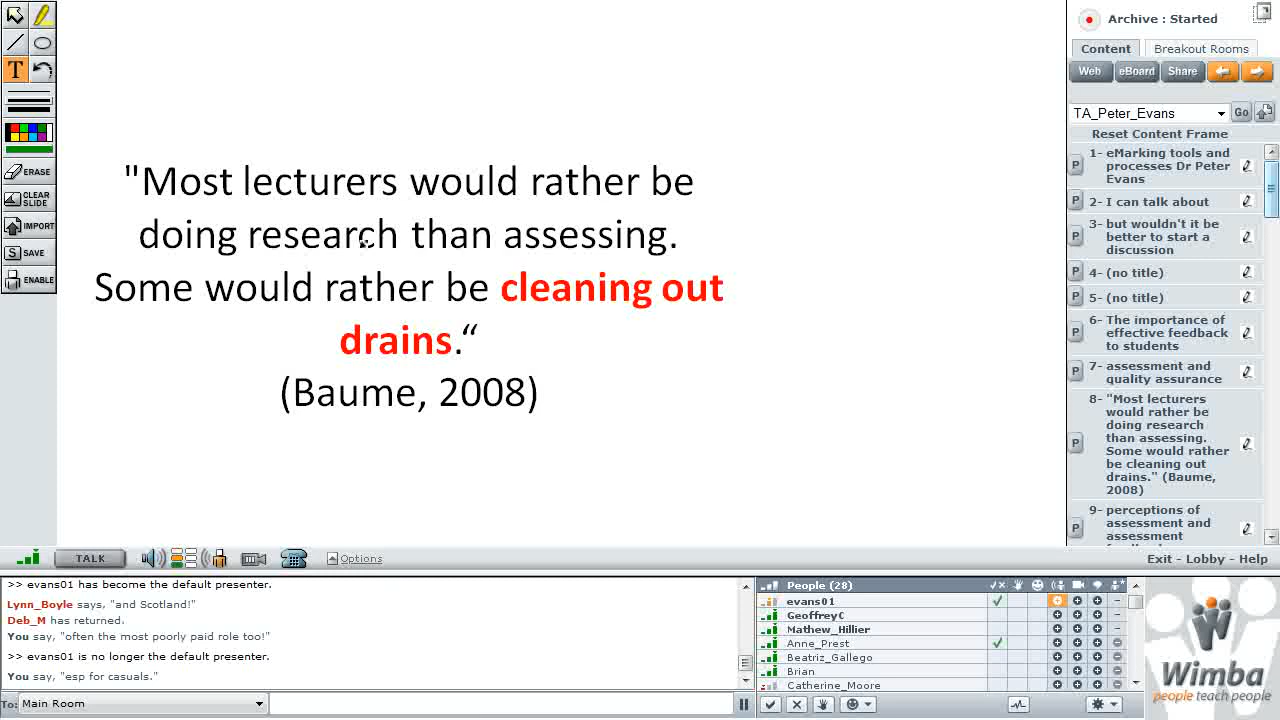 "Most lecturers would rather be
doing research than assessing.
Some would rather be cleaning out
drains.“
(Baume, 2008)
T
ERASE
CLEAR
SLIDE
IMPORT
SAVE
ENABLE
Archive : Started
Content
Breakout Rooms
Web
eBoard
Share
TA_Peter_Evans
Go
Reset Content Frame
P
1- eMarking tools and
processes Dr Peter
Evans
P
2- I can talk about
P
3- but wouldn't it be
better to start a
discussion
P
4- (no title)
P
5- (no title)
P
6- The importance of
effective feedback
to students
P
7- assessment and
quality assurance
P
8- "Most lecturers
would rather be
doing research
than assessing.
Some would rather
be cleaning out
drains." (Baume,
2008)
P
9- perceptions of
assessment and
assessment
TALK
Options
Exit - Lobby - Help
>> evans01 has become the default presenter.
Lynn_Boyle says, "and Scotland!"
Deb_M has returned.
You say, "often the most poorly paid role too!"
>> evans01 is no longer the default presenter.
You say, "esp for casuals."
To: Main Room
People (28)
evans01
GeoffreyC
Mathew_Hillier
Anne_Prest
Beatriz_Gallego
Brian
Catherine_Moore
Wimba
people teach people